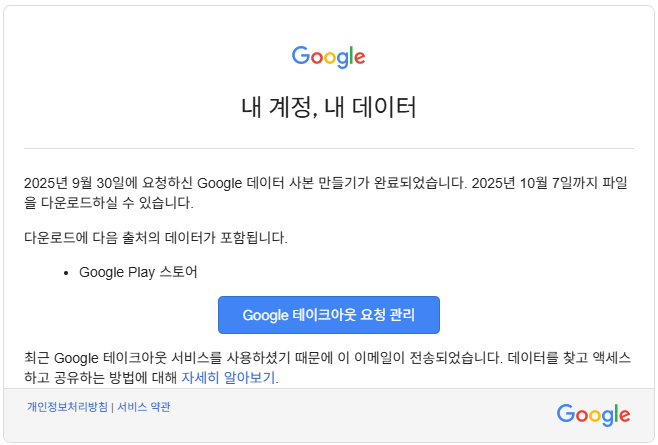 Google
내 계정, 내 데이터
2025년 9월 30일에 요청하신 Google 데이터 사본 만들기가 완료되었습니다. 2025년 10월 7일까지 파일
을 다운로드하실 수 있습니다.
다운로드에 다음 출처의 데이터가 포함됩니다.
• Google Play 스토어
Google 테이크아웃 요청 관리
최근 Google 테이크아웃 서비스를 사용하셨기 때문에 이 이메일이 전송되었습니다. 데이터를 찾고 액세스
하고 공유하는 방법에 대해 자세히 알아보기.
개인정보처리방침 | 서비스 약관
Google